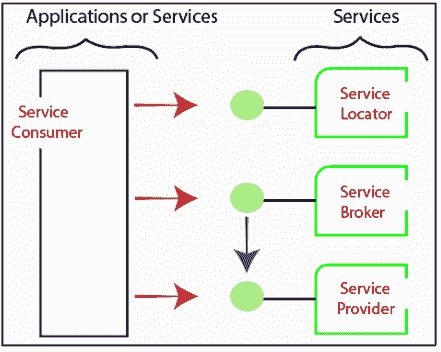 Applications or Services
Services
Service
Consumer
Service
Locator
Service
Broker
Service
Provider